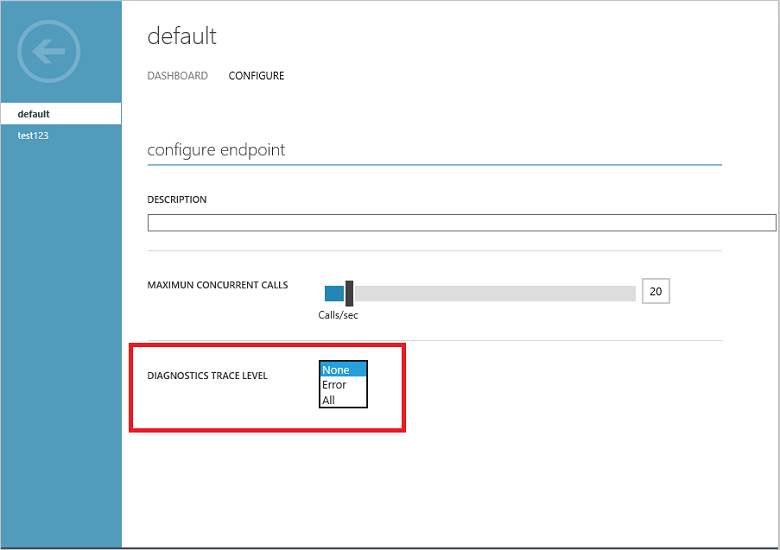 default
DASHBOARD CONFIGURE
default
test123
configure endpoint
DESCRIPTION
MAXIMUN CONCURRENT CALLS
20
Calls/sec
DIAGNOSTICS TRACE LEVEL
None
Error
All